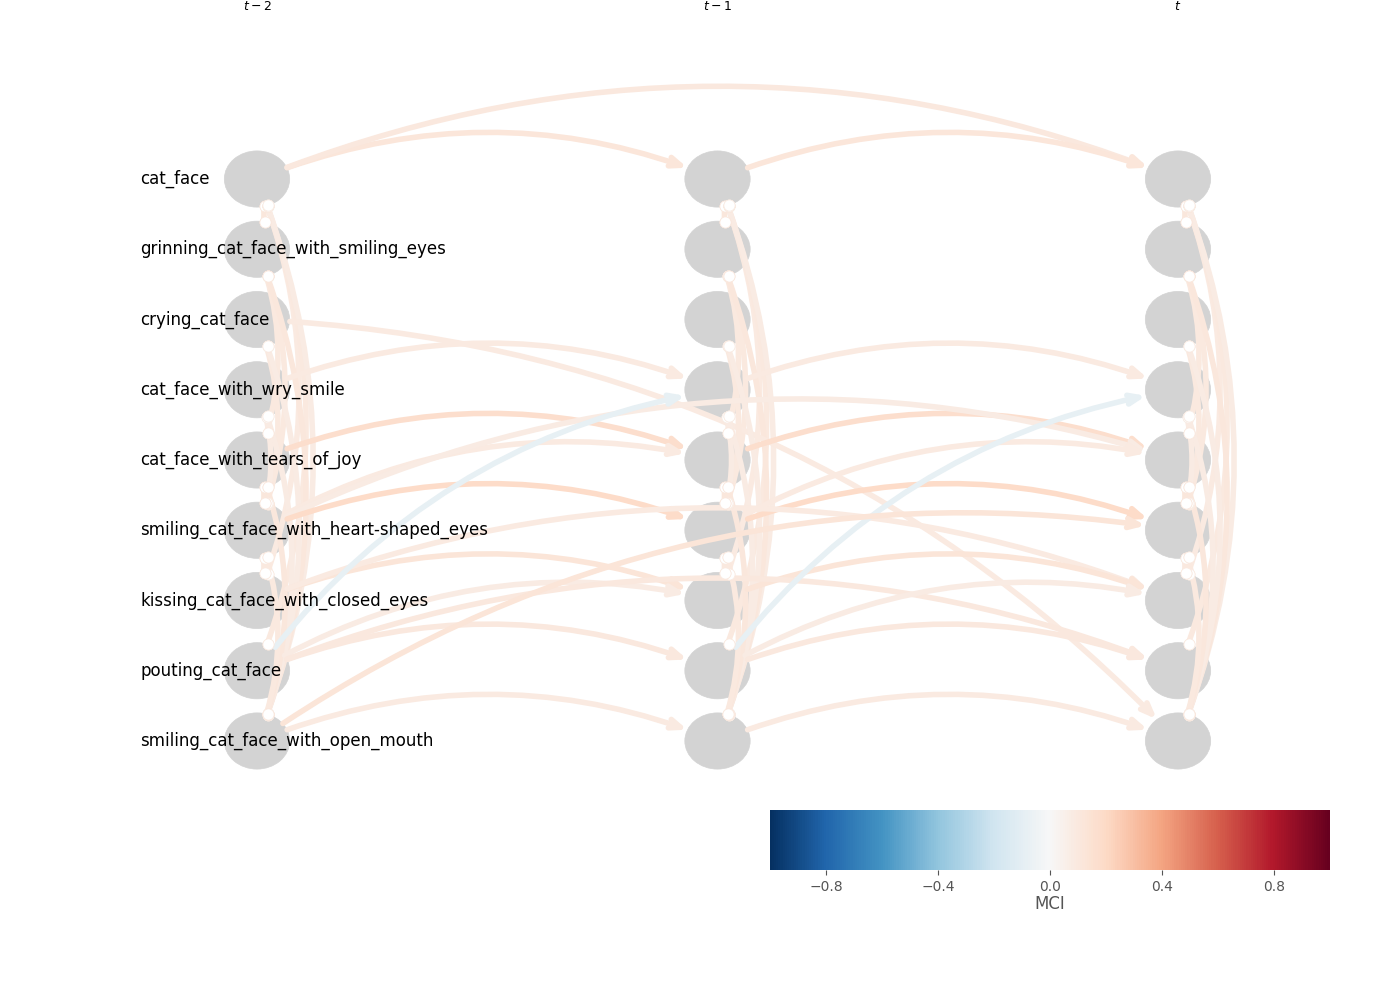 t − 2 t − 1 t
cat_face
grinning_cat_face_with_smiling_eyes
crying_cat_face
cat_face_with_wry_smile
cat_face_with_tears_of_joy
smiling_cat_face_with_heart-shaped_eyes
kissing_cat_face_with_closed_eyes
pouting_cat_face
smiling_cat_face_with_open_mouth
−0.8 −0.4 0.0 0.4 0.8
MCI